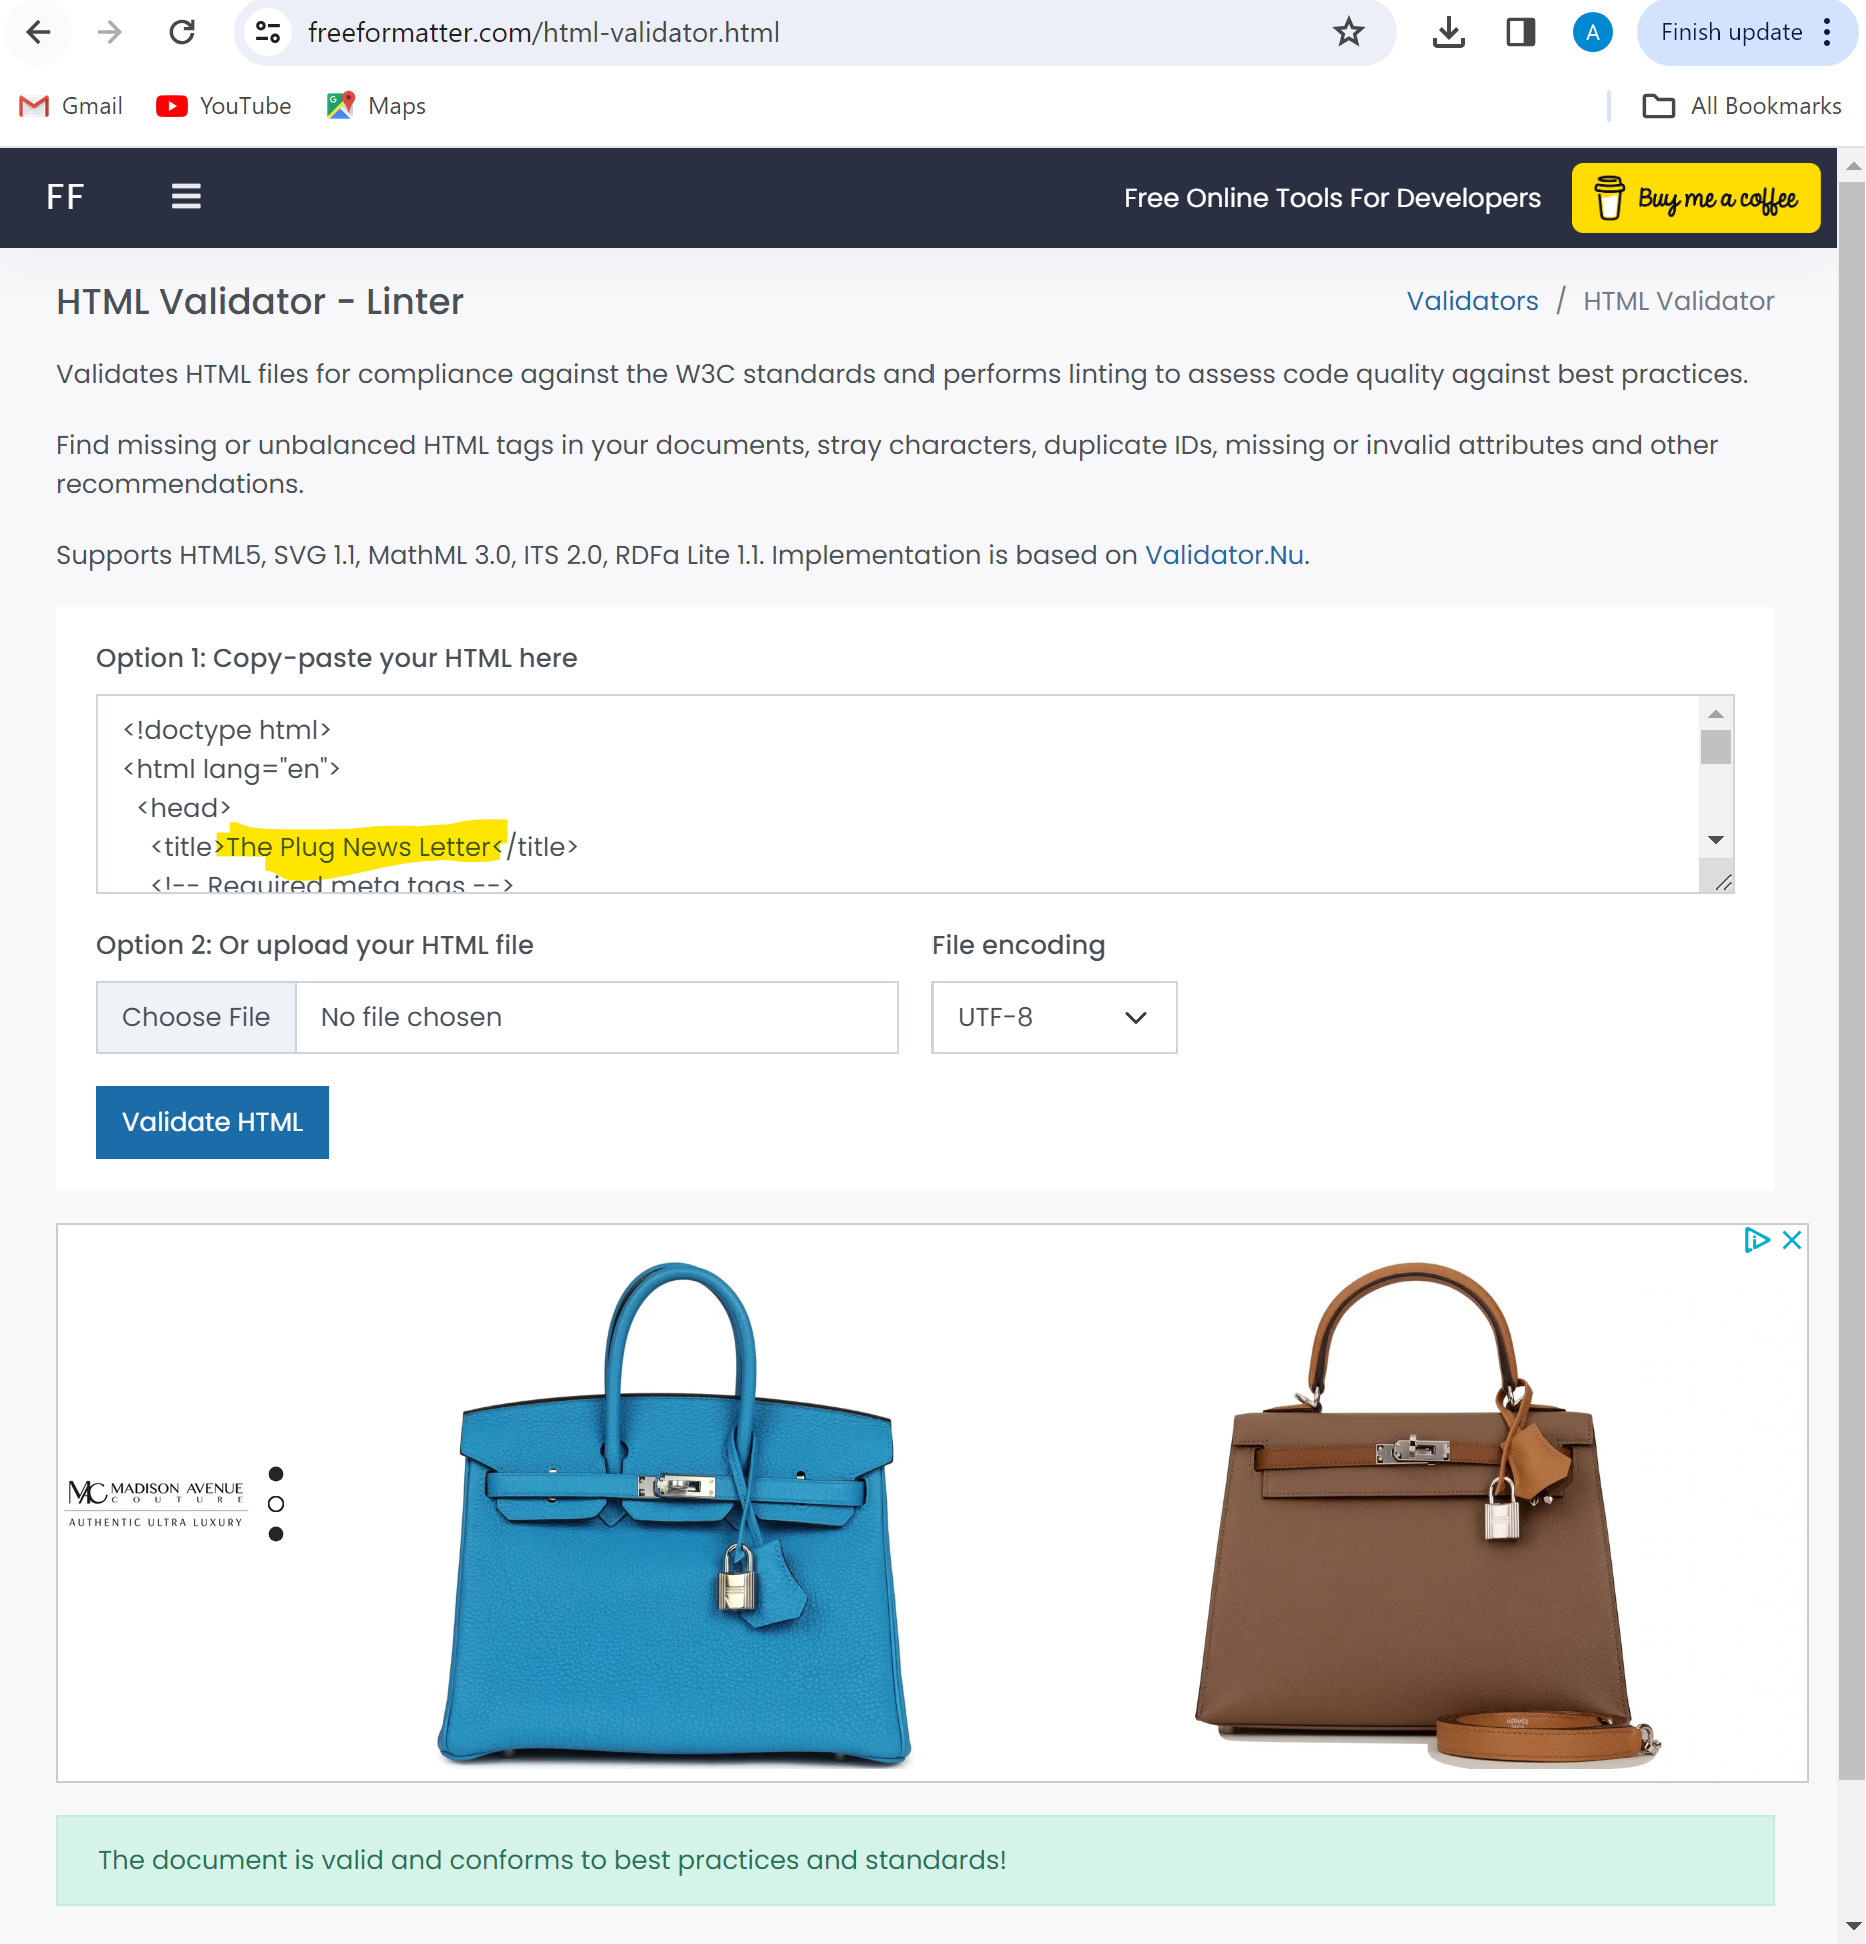 freeformatter.com/html-validator.html
A
Finish update
Gmail
YouTube
Maps
All Bookmarks
FF
Free Online Tools For Developers
Buy me a coffee
HTML Validator - Linter
Validators / HTML Validator
Validates HTML files for compliance against the W3C standards and performs linting to assess code quality against best practices.
Find missing or unbalanced HTML tags in your documents, stray characters, duplicate IDs, missing or invalid attributes and other
recommendations.
Supports HTML5, SVG 1.1, MathML 3.0, ITS 2.0, RDFa Lite 1.1. Implementation is based on Validator.Nu.
Option 1: Copy-paste your HTML here
<!doctype html>
<html lang="en">
<head>
<title>The Plug News Letter</title>
<!-- Required meta tags -->
Option 2: Or upload your HTML file
File encoding
Choose File
No file chosen
UTF-8
Validate HTML
MC MADISON AVENUE
COUTURE
AUTHENTIC ULTRA LUXURY
HERMÈS
PARIS
The document is valid and conforms to best practices and standards!